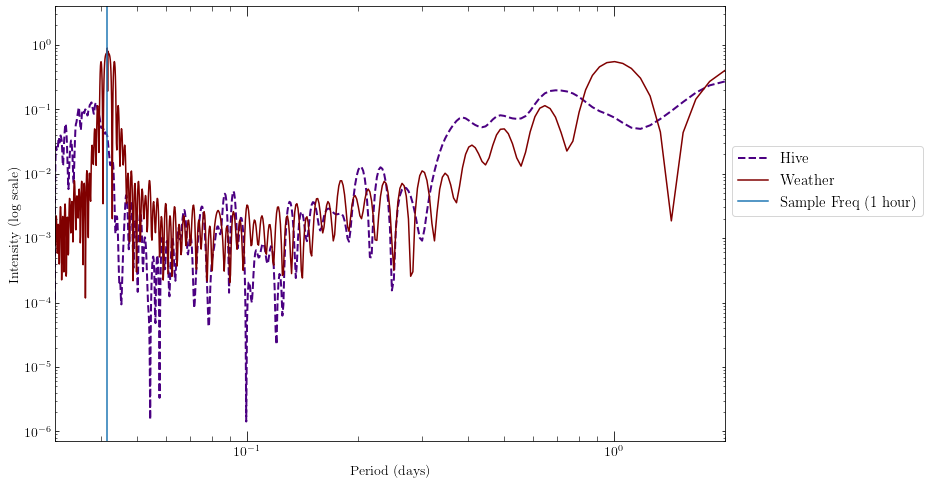 10⁰
10⁻¹
10⁻²
10⁻³
10⁻⁴
10⁻⁵
10⁻⁶
Intensity (log scale)
10⁻¹
10⁰
Period (days)
Hive
Weather
Sample Freq (1 hour)